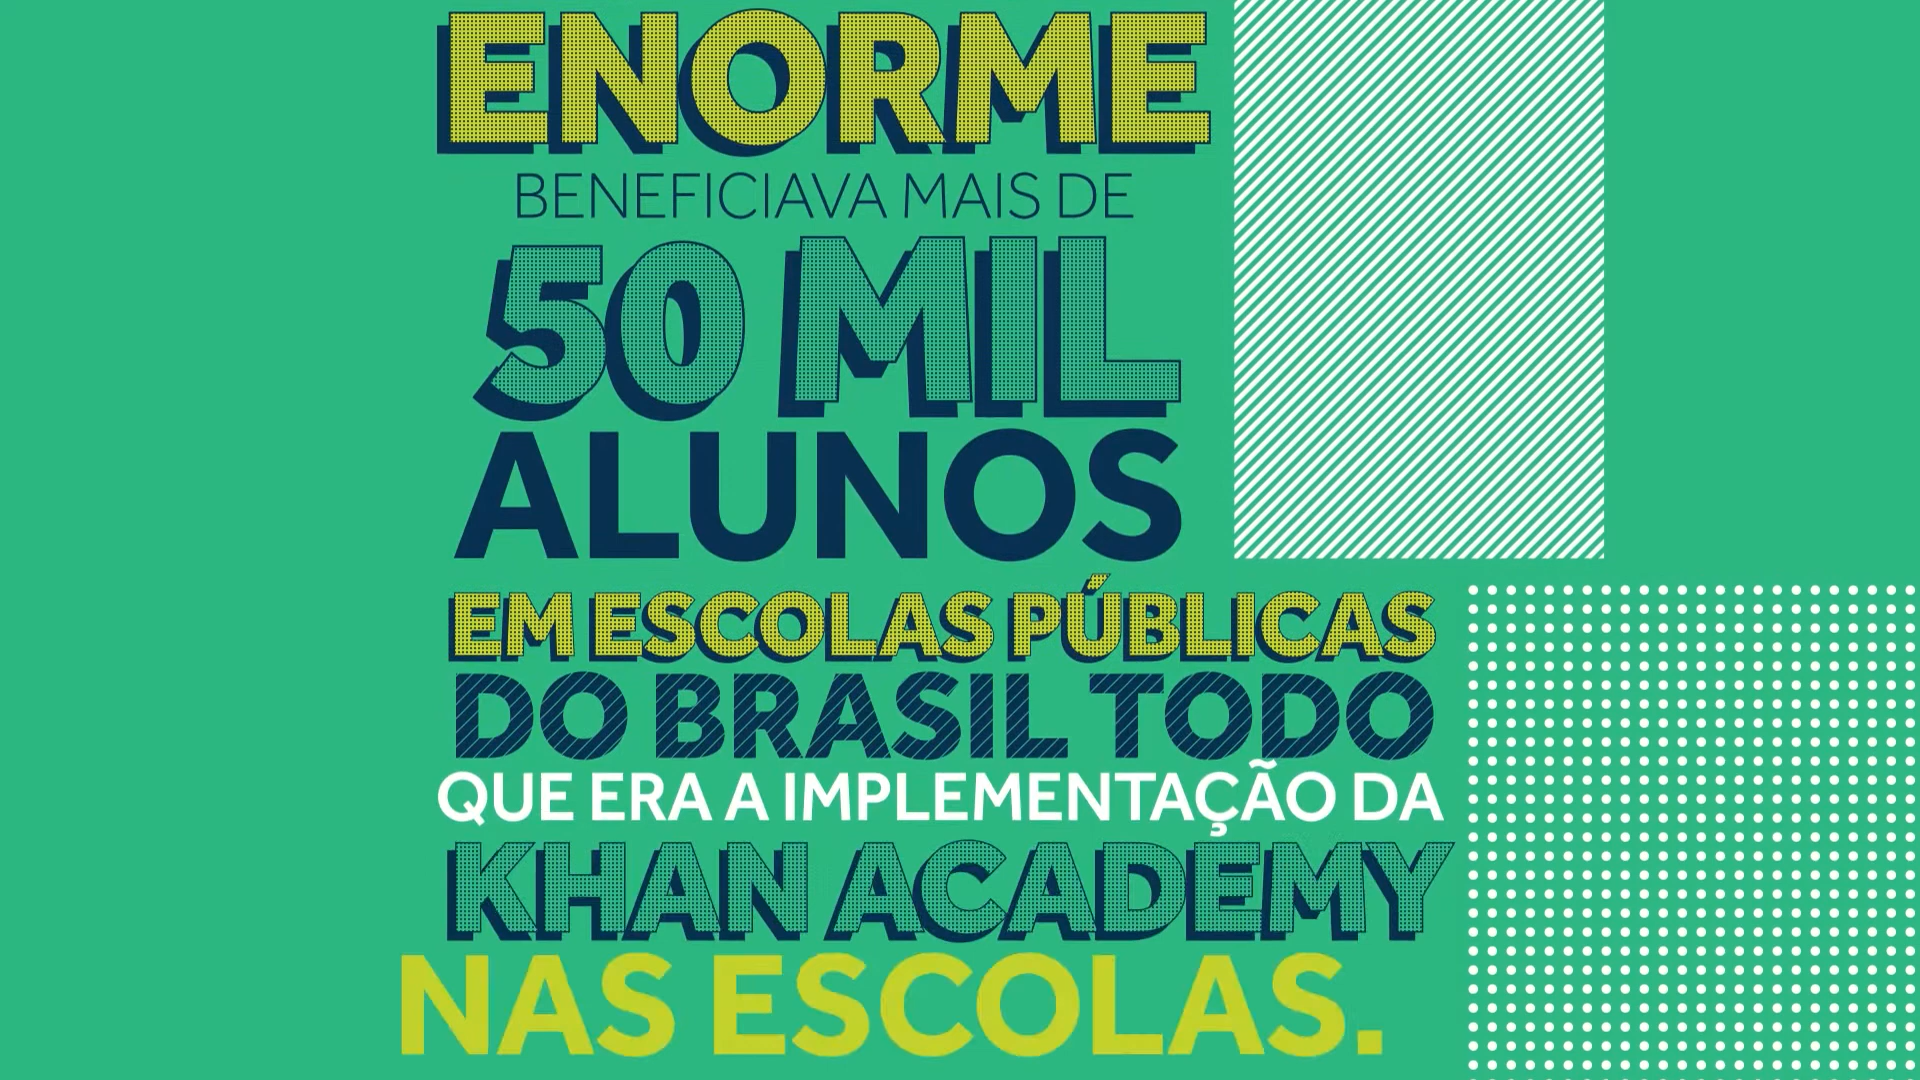 ENORME
BENEFICIAVA MAIS DE
50 MIL
ALUNOS
EM ESCOLAS PÚBLICAS
DO BRASIL TODO
QUE ERA A IMPLEMENTAÇÃO DA
KHAN ACADEMY
NAS ESCOLAS.